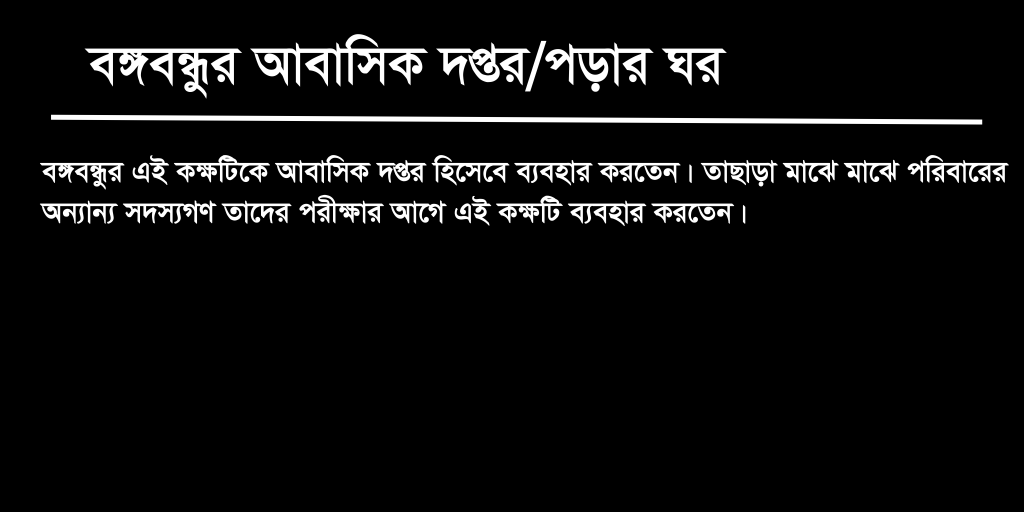 বঙ্গবন্ধুর আবাসিক দপ্তর/পড়ার ঘর
বঙ্গবন্ধুর এই কক্ষটিকে আবাসিক দপ্তর হিসেবে ব্যবহার করতেন। তাছাড়া মাঝে মাঝে পরিবারের
অন্যান্য সদস্যগণ তাদের পরীক্ষার আগে এই কক্ষটি ব্যবহার করতেন।